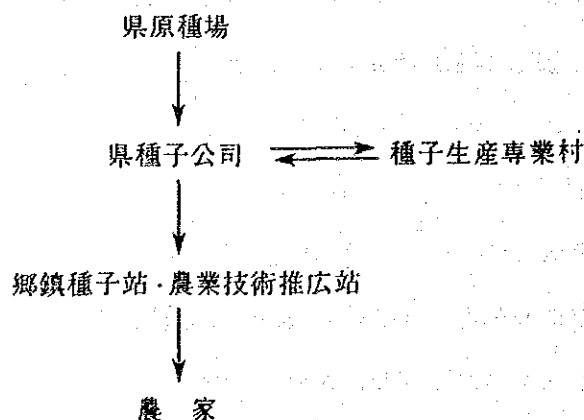 県原種場
県種子公司 種子生産専業村
郷鎮種子站・農業技術推広站
農 家